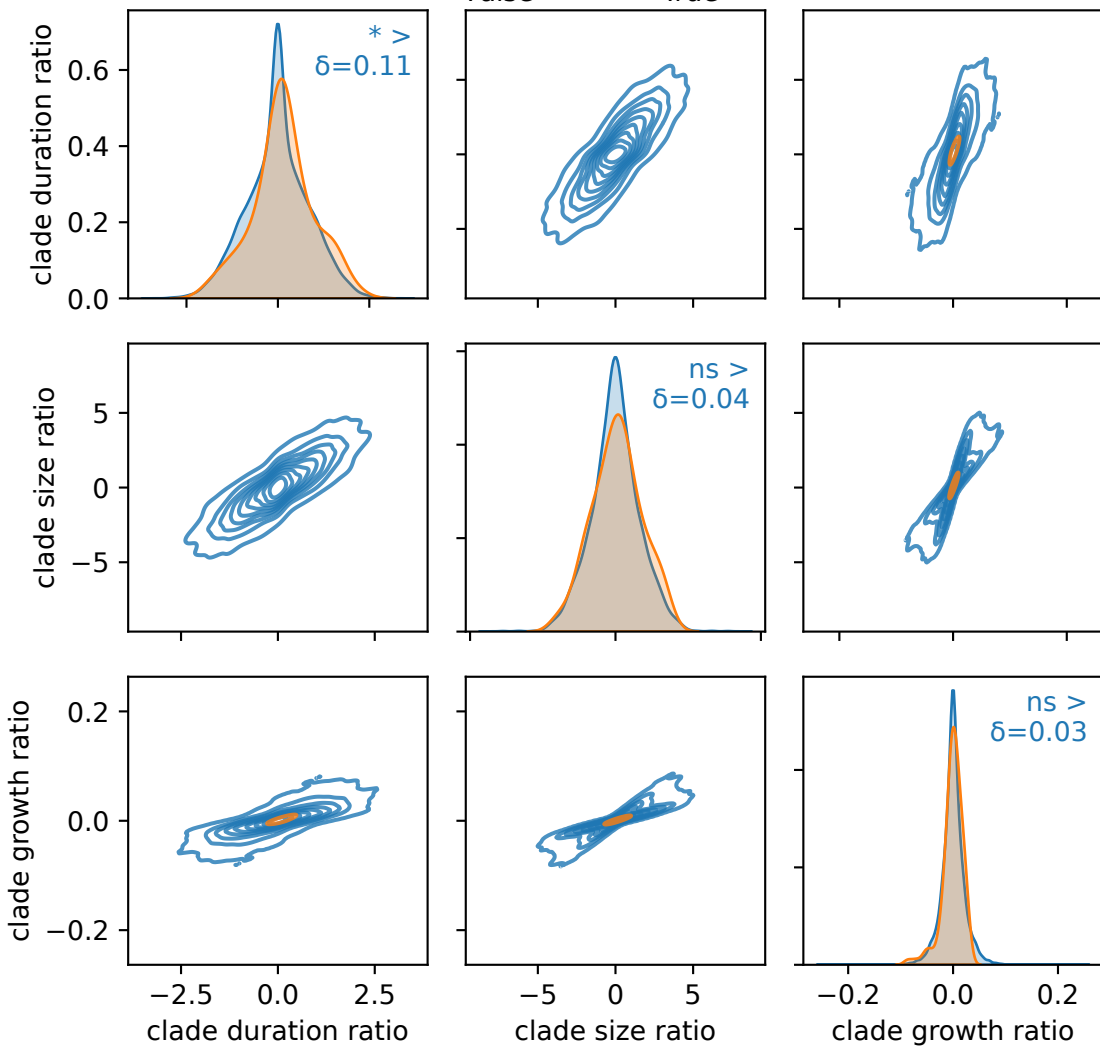 * >
δ=0.11
clade duration ratio
0.6
0.4
0.2
0.0
ns >
δ=0.04
clade size ratio
5
0
−5
ns >
δ=0.03
clade growth ratio
0.2
0.0
−0.2
−2.5 0.0 2.5
−5 0 5
−0.2 0.0 0.2
clade duration ratio
clade size ratio
clade growth ratio